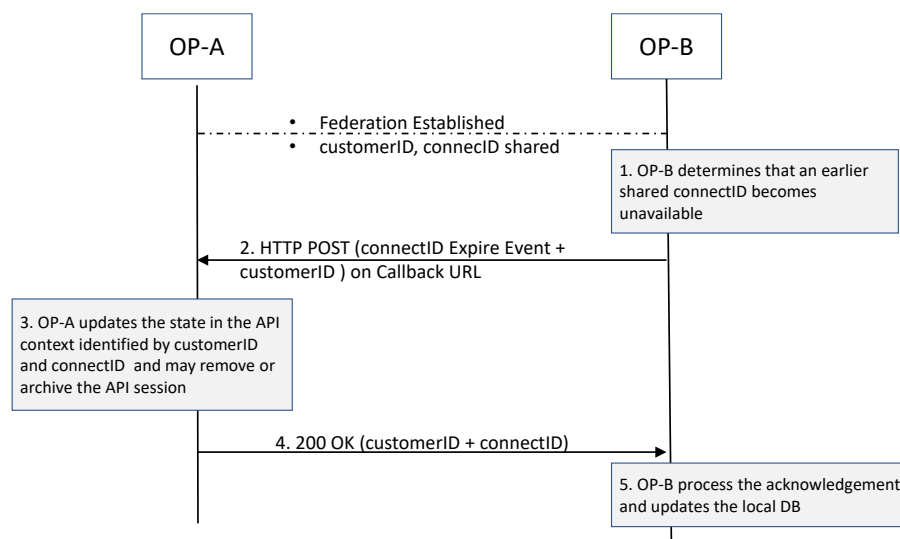 OP-A
OP-B
• Federation Established
• customerID, connecID shared
1. OP-B determines that an earlier
shared connectID becomes
unavailable
2. HTTP POST (connectID Expire Event +
customerID ) on Callback URL
3. OP-A updates the state in the API
context identified by customerID
and connectID and may remove or
archive the API session
4. 200 OK (customerID + connectID)
5. OP-B process the acknowledgement
and updates the local DB